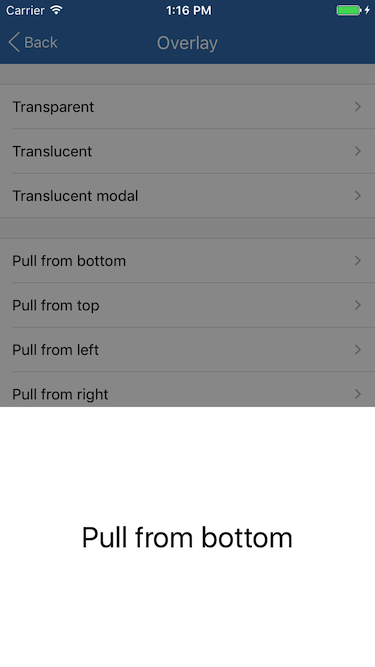 Carrier 1:16 PM
Back Overlay
Transparent
Translucent
Translucent modal
Pull from bottom
Pull from top
Pull from left
Pull from right
Pull from bottom